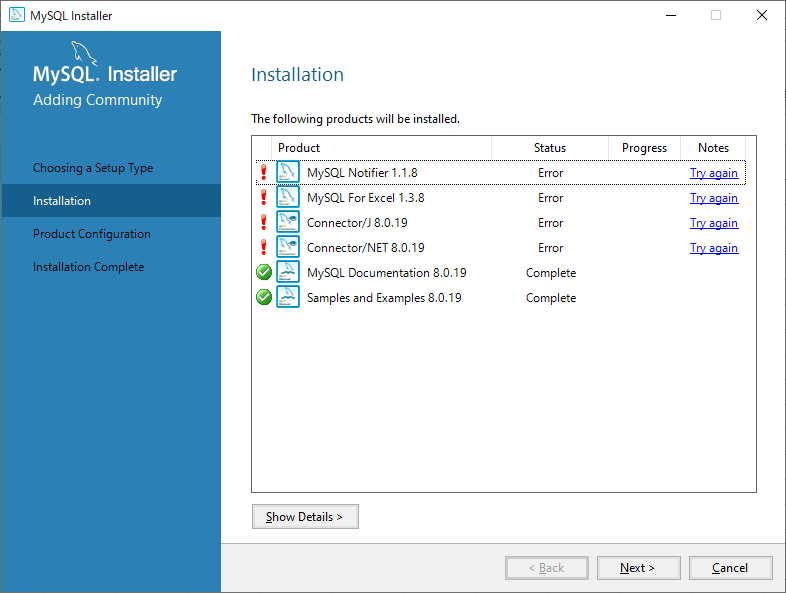 MySQL Installer
MySQL. Installer
Adding Community
Choosing a Setup Type
Installation
Product Configuration
Installation Complete
Installation
The following products will be installed.
Product Status Progress Notes
MySQL Notifier 1.1.8 Error Try again
MySQL For Excel 1.3.8 Error Try again
Connector/J 8.0.19 Error Try again
Connector/NET 8.0.19 Error Try again
MySQL Documentation 8.0.19 Complete
Samples and Examples 8.0.19 Complete
Show Details >
< Back Next > Cancel